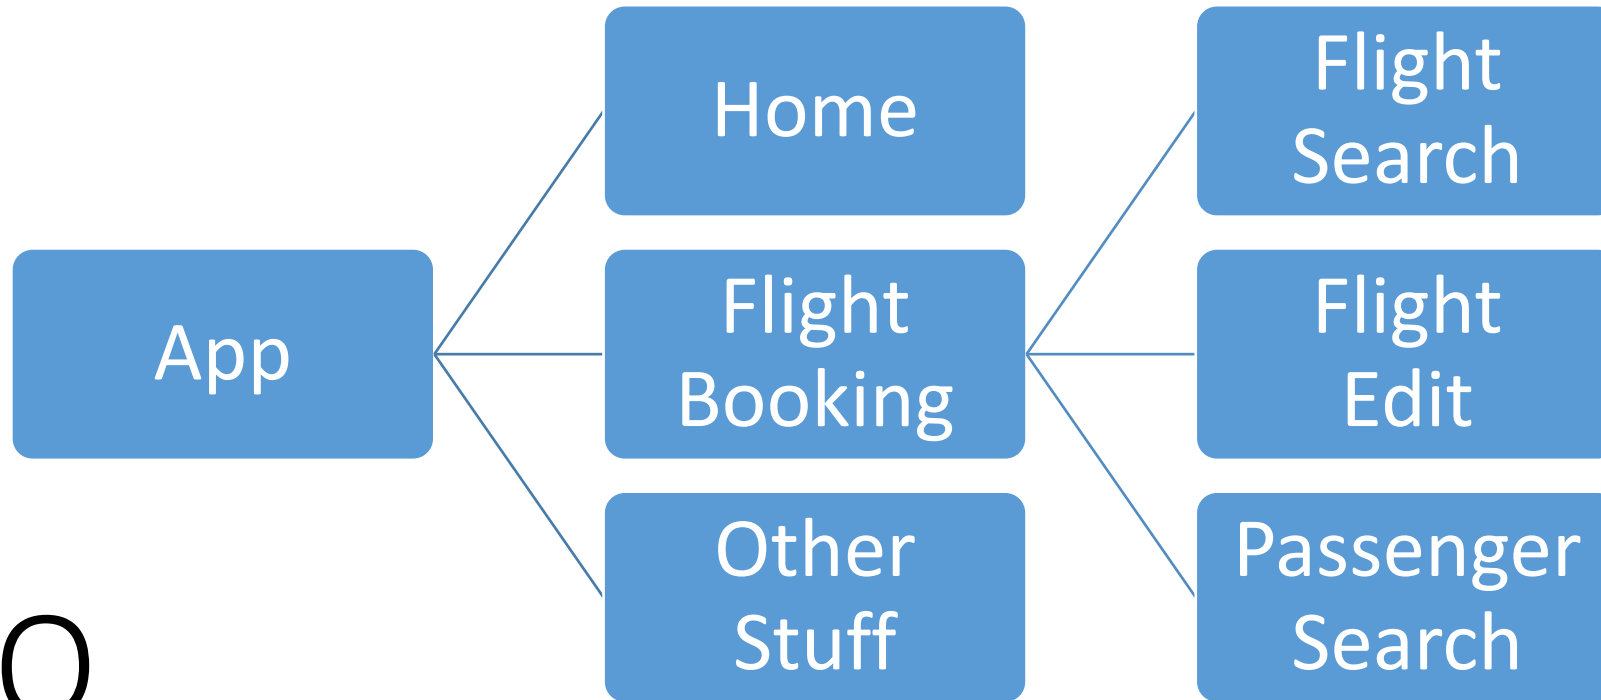 Home
Flight
Search
App
Flight
Booking
Flight
Edit
Other
Stuff
Passenger
Search
O